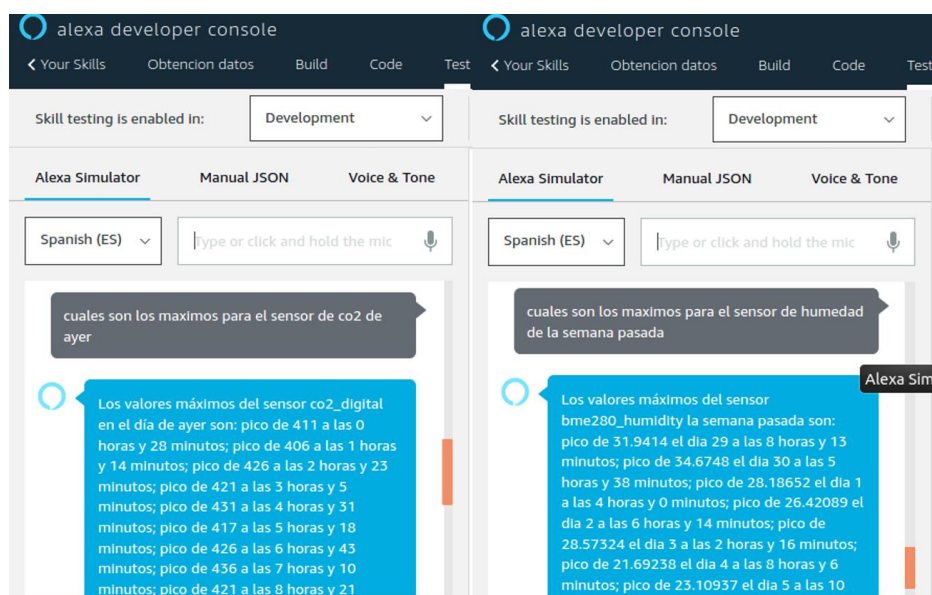 alexa developer console
Your Skills Obtencion datos Build Code Test
Skill testing is enabled in: Development
Alexa Simulator Manual JSON Voice & Tone
Spanish (ES) Type or click and hold the mic
cuales son los maximos para el sensor de co2 de
ayer
Los valores máximos del sensor co2_digital
en el día de ayer son: pico de 411 a las 0
horas y 28 minutos; pico de 406 a las 1 horas
y 14 minutos; pico de 426 a las 2 horas y 23
minutos; pico de 421 a las 3 horas y 5
minutos; pico de 431 a las 4 horas y 31
minutos; pico de 417 a las 5 horas y 18
minutos; pico de 426 a las 6 horas y 43
minutos; pico de 436 a las 7 horas y 10
minutos; pico de 421 a las 8 horas y 21
alexa developer console
Your Skills Obtencion datos Build Code Test
Skill testing is enabled in: Development
Alexa Simulator Manual JSON Voice & Tone
Spanish (ES) Type or click and hold the mic
cuales son los maximos para el sensor de humedad
de la semana pasada
Alexa Sim
Los valores máximos del sensor
bme280_humidity la semana pasada son:
pico de 31.9414 el dia 29 a las 8 horas y 13
minutos; pico de 34.6748 el dia 30 a las 5
horas y 38 minutos; pico de 28.18652 el dia 1
a las 4 horas y 0 minutos; pico de 26.42089 el
dia 2 a las 6 horas y 14 minutos; pico de
28.57324 el dia 3 a las 2 horas y 16 minutos;
pico de 21.69238 el dia 4 a las 8 horas y 6
minutos; pico de 23.10937 el dia 5 a las 10